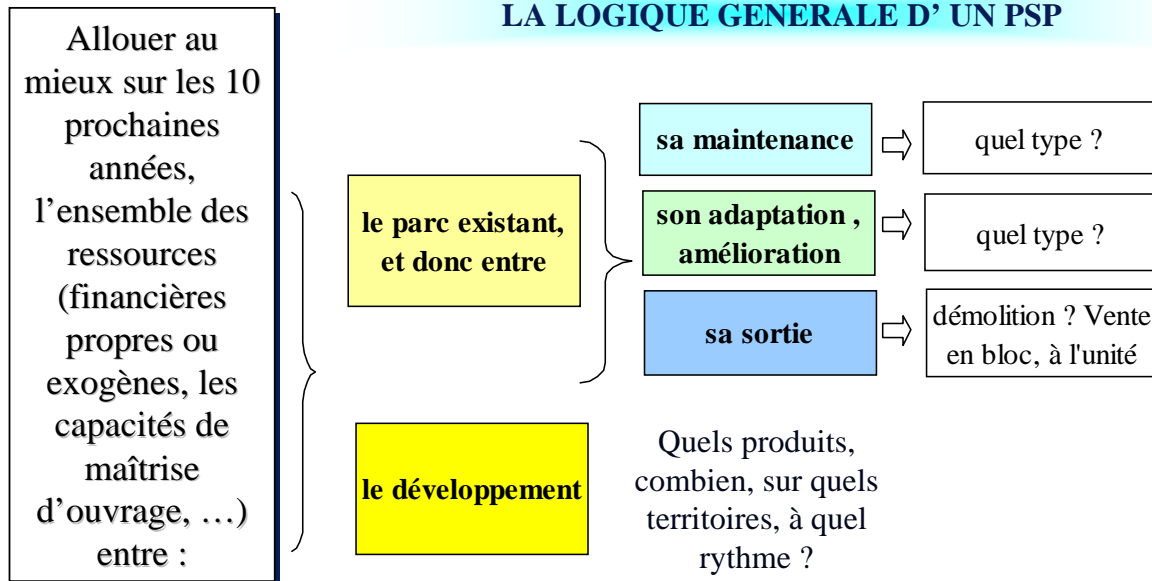 LA LOGIQUE GENERALE D’ UN PSP
Allouer au
mieux sur les 10
prochaines
années,
l’ensemble des
ressources
(financières
propres ou
exogènes, les
capacités de
maîtrise
d’ouvrage, …)
entre :
le parc existant,
et donc entre
sa maintenance
quel type ?
son adaptation ,
amélioration
quel type ?
sa sortie
démolition ? Vente
en bloc, à l'unité
le développement
Quels produits,
combien, sur quels
territoires, à quel
rythme ?